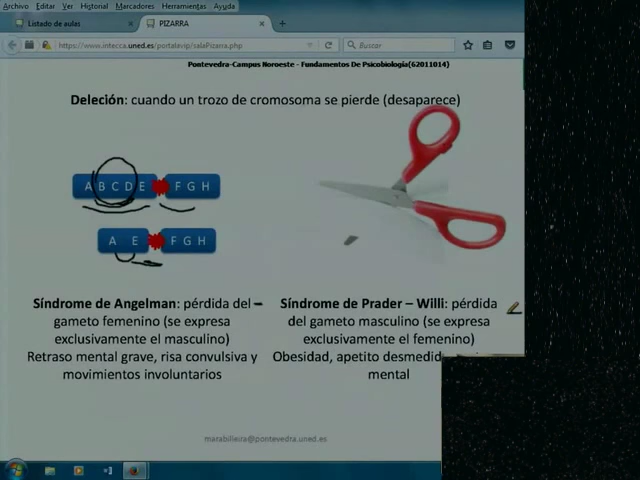 Archivo Editar Ver Historial Marcadores Herramientas Ayuda
Listado de aulas
PIZARRA
https://www.intecca.uned.es/portalavip/salaPizarra.php
Buscar
Pontevedra-Campus Noroeste - Fundamentos De Psicobiología(62011014)
Deleción: cuando un trozo de cromosoma se pierde (desaparece)
A B C D E F G H
A E F G H
Síndrome de Angelman: pérdida del
gameto femenino (se expresa
exclusivamente el masculino)
Retraso mental grave, risa convulsiva y
movimientos involuntarios
Síndrome de Prader – Willi: pérdida
del gameto masculino (se expresa
exclusivamente el femenino)
Obesidad, apetito
mental
marabilleira@pontevedra.uned.es